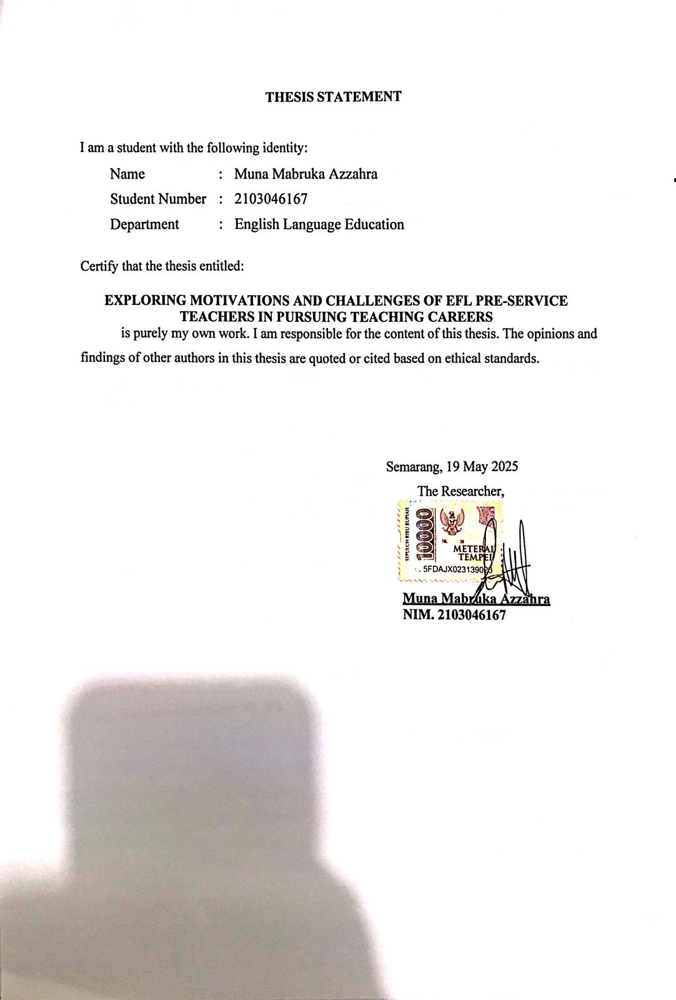 THESIS STATEMENT
I am a student with the following identity:
Name : Muna Mabruka Azzahra
Student Number : 2103046167
Department : English Language Education
Certify that the thesis entitled:
EXPLORING MOTIVATIONS AND CHALLENGES OF EFL PRE-SERVICE
TEACHERS IN PURSUING TEACHING CAREERS
is purely my own work. I am responsible for the content of this thesis. The opinions and
findings of other authors in this thesis are quoted or cited based on ethical standards.
Semarang, 19 May 2025
The Researcher,
SEPULUH RIBU RUPIAH
10000
TGL. 20
METERAI
TEMPEL
5FDAJX023139023
Muna Mabruka Azzahra
NIM. 2103046167